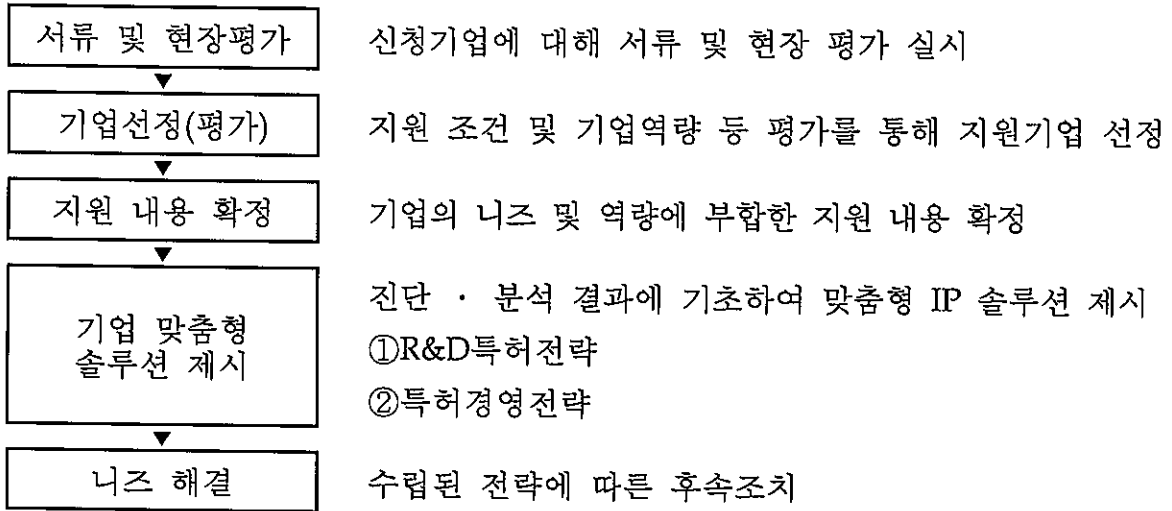 서류 및 현장평가 신청기업에 대해 서류 및 현장 평가 실시
▼
기업선정(평가) 지원 조건 및 기업역량 등 평가를 통해 지원기업 선정
▼
지원 내용 확정 기업의 니즈 및 역량에 부합한 지원 내용 확정
▼
기업 맞춤형
솔루션 제시
진단 · 분석 결과에 기초하여 맞춤형 IP 솔루션 제시
①R&D특허전략
②특허경영전략
▼
니즈 해결 수립된 전략에 따른 후속조치